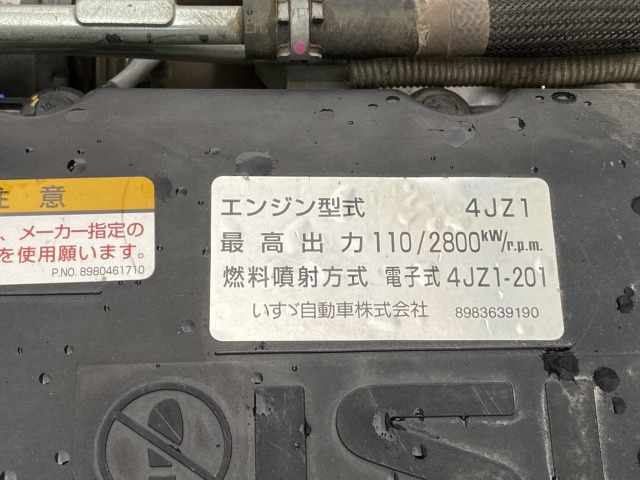 注意
、メーカー指定の
を使用願います。
P.NO. 8980461710
エンジン型式 4JZ1
最高出力 110/2800kW/r.p.m.
燃料噴射方式 電子式 4JZ1-201
いすゞ自動車株式会社 8983639190
ISU